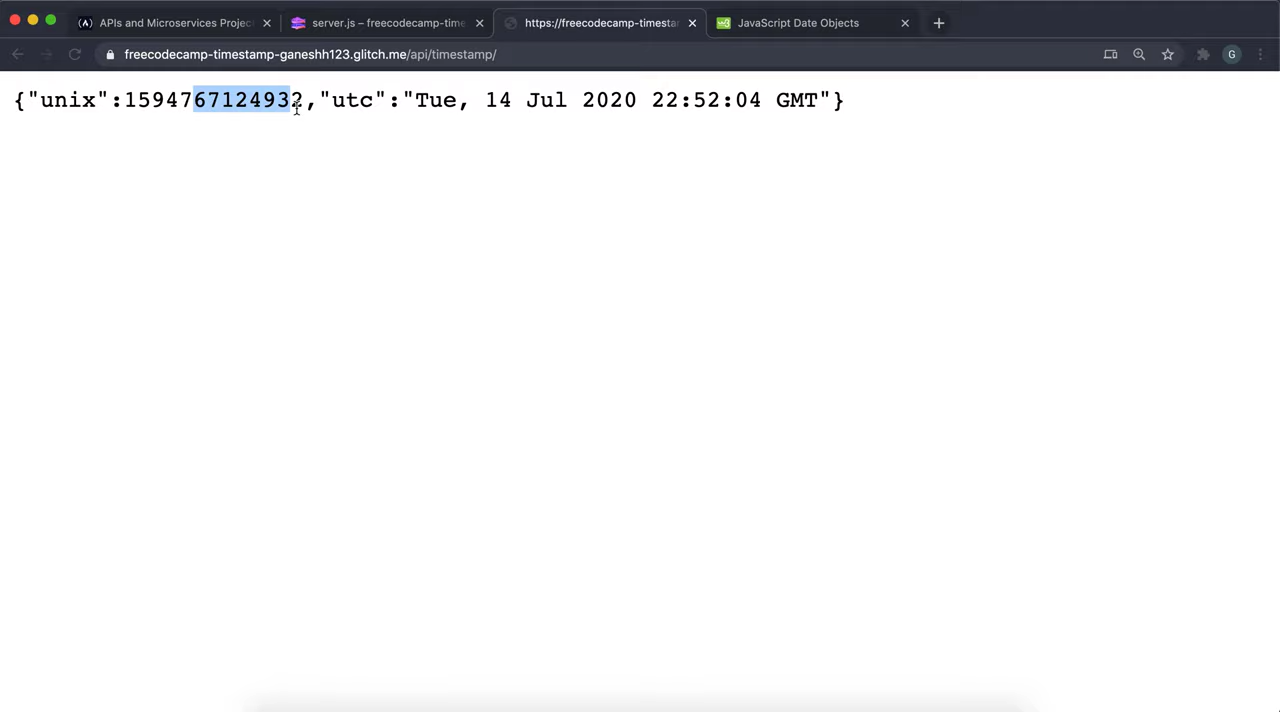 APIs and Microservices Projec
server.js – freecodecamp-time
https://freecodecamp-timesta
JavaScript Date Objects
freecodecamp-timestamp-ganeshh123.glitch.me/api/timestamp/
G
{"unix":1594767124932,"utc":"Tue, 14 Jul 2020 22:52:04 GMT"}